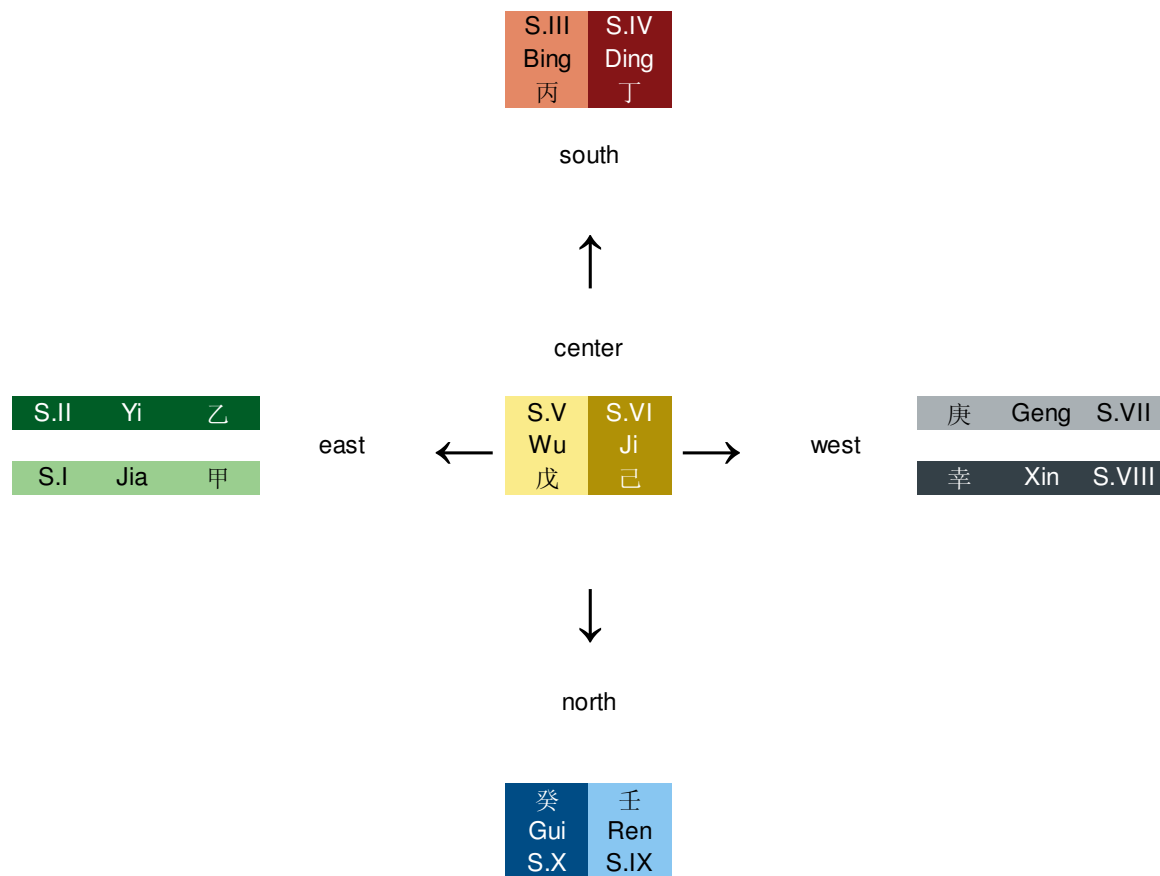 S.III S.IV
Bing Ding
丙 丁
south
↑
center
S.II Yi 乙
S.I Jia 甲
east
←
S.V S.VI
Wu Ji
戊 己
→
west
庚 Geng S.VII
幸 Xin S.VIII
↓
north
癸 壬
Gui Ren
S.X S.IX